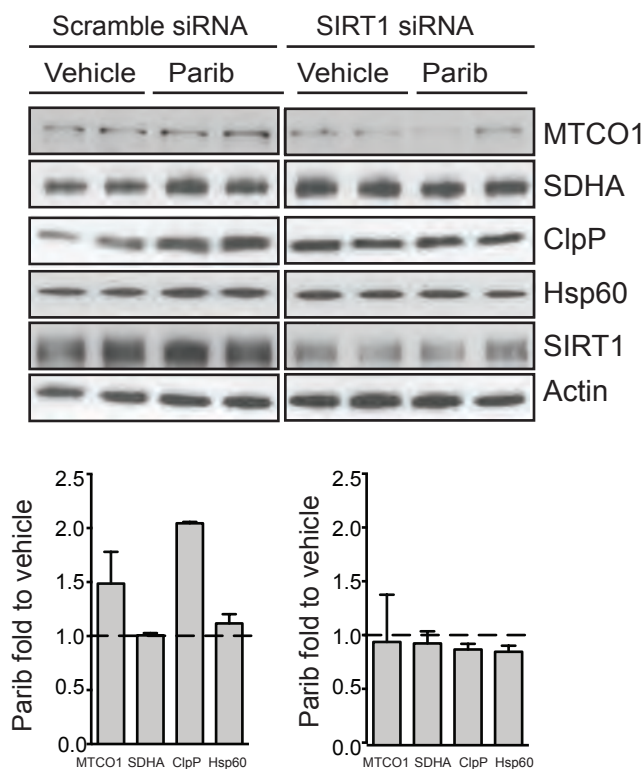 Scramble siRNA SIRT1 siRNA
Vehicle Parib Vehicle Parib
MTCO1
SDHA
ClpP
Hsp60
SIRT1
Actin
Parib fold to vehicle
2.5
2.0
1.5
1.0
0.5
0.0
MTCO1 SDHA ClpP Hsp60
Parib fold to vehicle
2.5
2.0
1.5
1.0
0.5
0.0
MTCO1 SDHA ClpP Hsp60